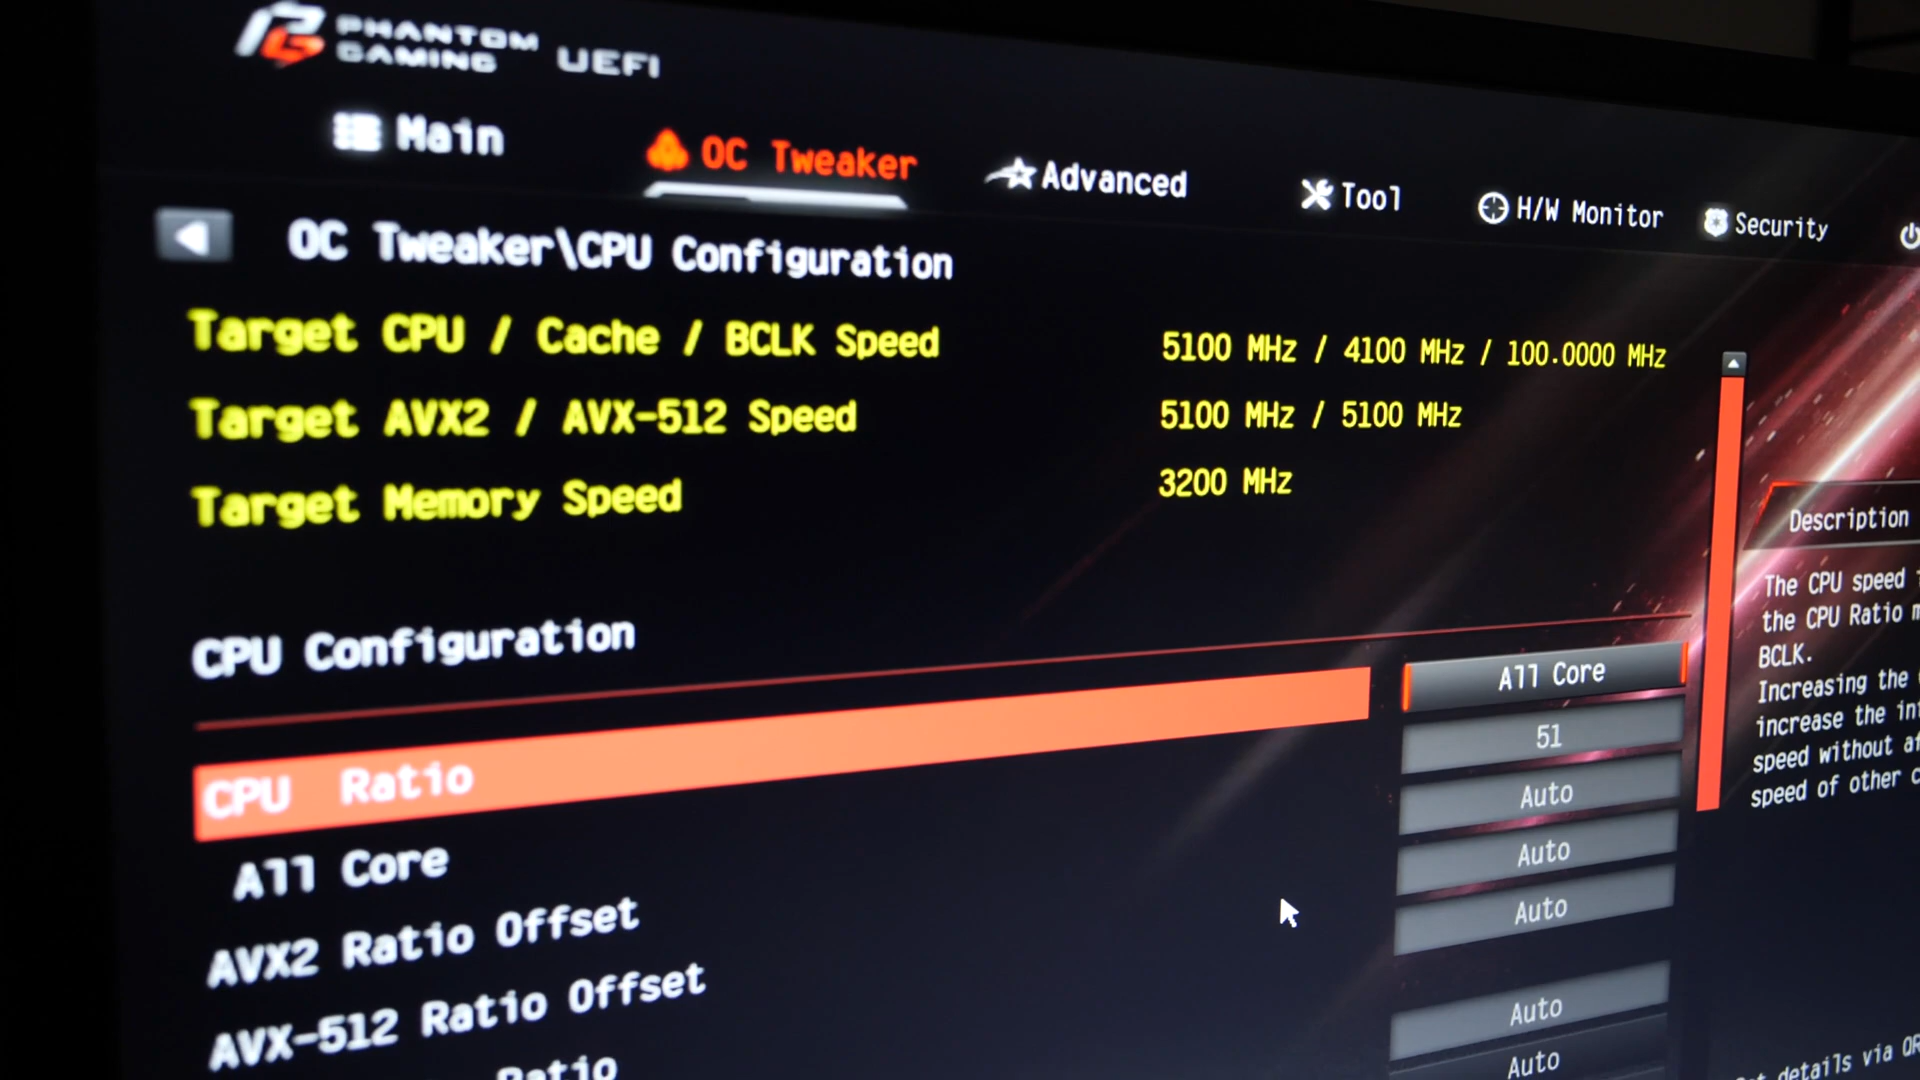 PHANTOM
GAMING UEFI
Main
OC Tweaker
Advanced
Tool
H/W Monitor
Security
OC Tweaker\CPU Configuration
Target CPU / Cache / BCLK Speed 5100 MHz / 4100 MHz / 100.0000 MHz
Target AVX2 / AVX-512 Speed 5100 MHz / 5100 MHz
Target Memory Speed 3200 MHz
CPU Configuration
CPU Ratio All Core
All Core 51
AVX2 Ratio Offset Auto
AVX-512 Ratio Offset Auto
Ratio Auto
Auto
Auto
Description
The CPU speed
the CPU Ratio
BCLK.
Increasing the
increase the
speed without
speed of other
details via